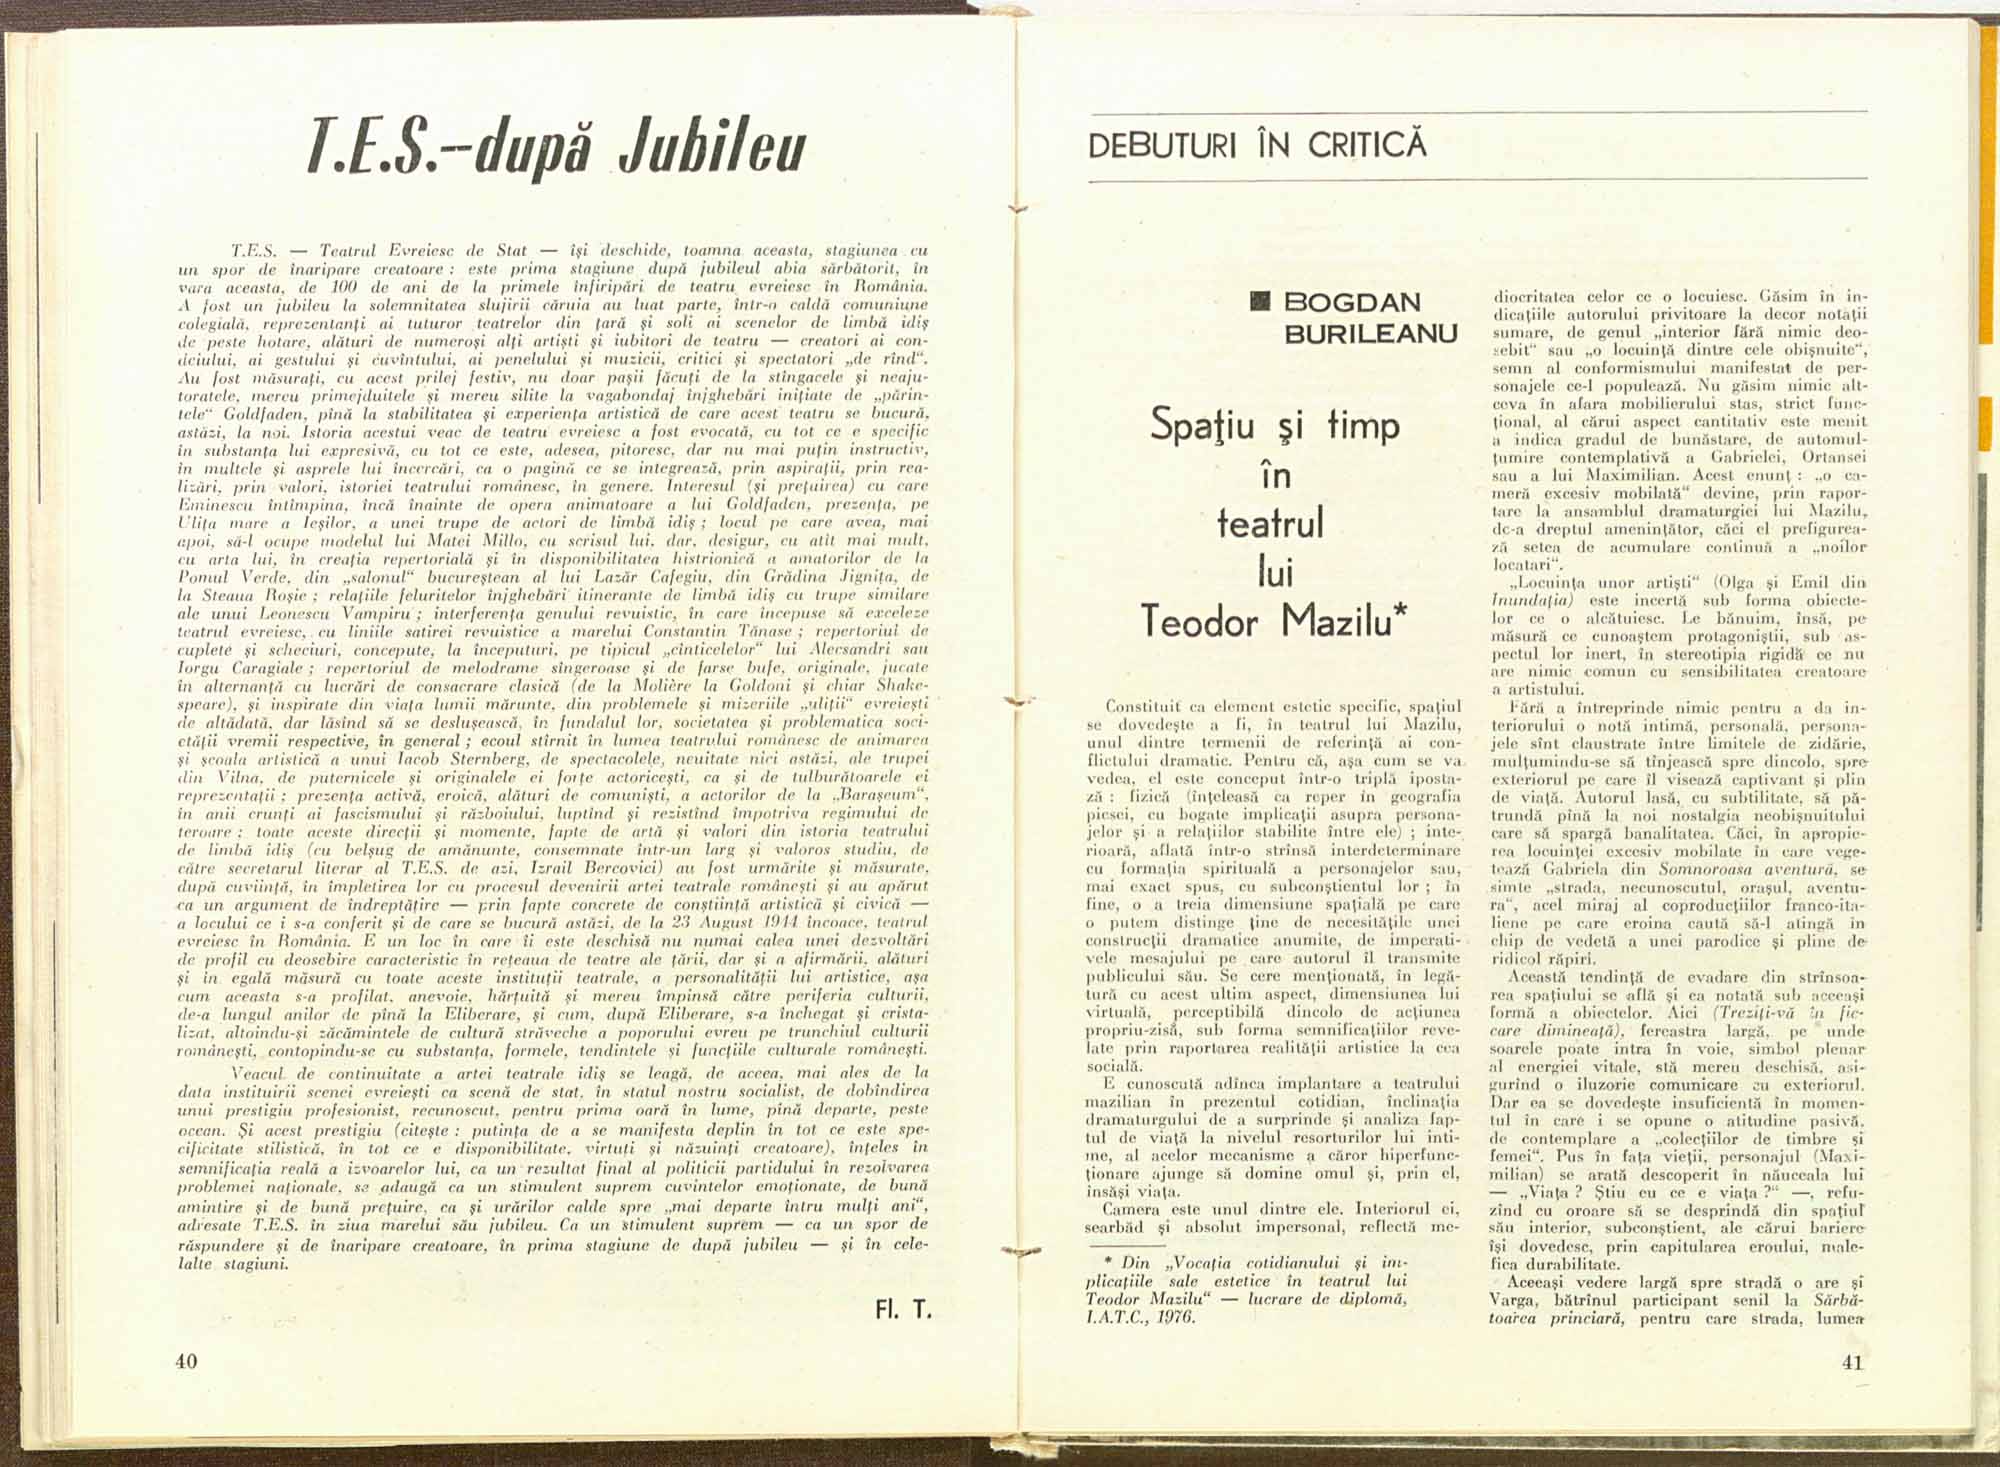 T.E.S.—după Jubileu
T.E.S. — Teatrul Evreiesc de Stat — își deschide, toamna aceasta, stagiunea cu
un spor de înaripare creatoare : este prima stagiune după jubileul abia sărbătorit, în
vara aceasta, de 100 de ani de la primele înfiripări de teatru evreiesc în România.
A fost un jubileu la solemnitatea slujirii căruia au luat parte, într-o caldă comuniune
colegială, reprezentanți ai tuturor teatrelor din țară și soli ai scenelor de limbă idiș
de peste hotare, alături de numeroși alți artiști și iubitori de teatru — creatori ai con-
deiului, ai gestului și cuvîntului, ai penelului și muzicii, critici și spectatori „de rînd“.
Au fost măsurați, cu acest prilej festiv, nu doar pașii făcuți de la stîngacele și neaju-
toratele, mereu primejduitele și mereu silite la vagabondaj înjghebări inițiate de „părin-
tele“ Goldfaden, pînă la stabilitatea și experiența artistică de care acest teatru se bucură,
astăzi, la noi. Istoria acestui veac de teatru evreiesc a fost evocată, cu tot ce e specific
în substanța lui expresivă, cu tot ce este, adesea, pitoresc, dar nu mai puțin instructiv,
în multele și asprele lui încercări, ca o pagină ce se integrează, prin aspirații, prin rea-
lizări, prin valori, istoriei teatrului românesc, în genere. Interesul (și prețuirea) cu care
Eminescu întîmpina, încă înainte de opera animatoare a lui Goldfaden, prezența, pe
Ulița mare a Ieșilor, a unei trupe de actori de limbă idiș ; locul pe care avea, mai
apoi, să-l ocupe modelul lui Matei Millo, cu scrisul lui, dar, desigur, cu atît mai mult,
cu arta lui, în creația repertorială și în disponibilitatea histrionică a amatorilor de la
Pomul Verde, din „salonul“ bucureștean al lui Lazăr Cafegiu, din Grădina Jignița, de
la Steaua Roșie ; relațiile feluritelor înjghebări itinerante de limbă idiș cu trupe similare
ale unui Leonescu Vampiru ; interferența genului revuistic, în care începuse să exceleze
teatrul evreiesc, cu liniile satirei revuistice a marelui Constantin Tănase ; repertoriul de
cuplete și scheciuri, concepute, la începuturi, pe tipicul „cînticelelor“ lui Alecsandri sau
Iorgu Caragiale ; repertoriul de melodrame sîngeroase și de farse bufe, originale, jucate
în alternanță cu lucrări de consacrare clasică (de la Molière la Goldoni și chiar Shake-
speare), și inspirate din viața lumii mărunte, din problemele și mizeriile „uliții“ evreiești
de altădată, dar lăsînd să se deslușească, în fundalul lor, societatea și problematica soci-
etății vremii respective, în general ; ecoul stîrnit în lumea teatrului românesc de animarea
și școala artistică a unui Iacob Sternberg, de spectacolele, neuitate nici astăzi, ale trupei
din Vilna, de puternicele și originalele ei forțe actoricești, ca și de tulburătoarele ei
reprezentații ; prezența activă, eroică, alături de comuniști, a actorilor de la „Barașeum“,
în anii crunți ai fascismului și războiului, luptînd și rezistînd împotriva regimului de
teroare ; toate aceste direcții și momente, fapte de artă și valori din istoria teatrului
de limbă idiș (cu belșug de amănunte, consemnate într-un larg și valoros studiu, de
către secretarul literar al T.E.S. de azi, Izrail Bercovici) au fost urmărite și măsurate,
după cuviință, în împletirea lor cu procesul devenirii artei teatrale românești și au apărut
ca un argument de îndreptățire — prin fapte concrete de conștiință artistică și civică —
a locului ce i s-a conferit și de care se bucură astăzi, de la 23 August 1944 încoace, teatrul
evreiesc în România. E un loc în care îi este deschisă nu numai calea unei dezvoltări
de profil cu deosebire caracteristic în rețeaua de teatre ale țării, dar și a afirmării, alături
și în egală măsură cu toate aceste instituții teatrale, a personalității lui artistice, așa
cum aceasta s-a profilat, anevoie, hărțuită și mereu împinsă către periferia culturii,
de-a lungul anilor de pînă la Eliberare, și cum, după Eliberare, s-a închegat și crista-
lizat, altoindu-și zăcămintele de cultură străveche a poporului evreu pe trunchiul culturii
românești, contopindu-se cu substanța, formele, tendințele și funcțiile culturale românești.
Veacul de continuitate a artei teatrale idiș se leagă, de aceea, mai ales de la
data instituirii scenei evreiești ca scenă de stat, în statul nostru socialist, de dobîndirea
unui prestigiu profesionist, recunoscut, pentru prima oară în lume, pînă departe, peste
ocean. Și acest prestigiu (citește : putința de a se manifesta deplin în tot ce este spe-
cificitate stilistică, în tot ce e disponibilitate, virtuți și năzuinți creatoare), înțeles în
semnificația reală a izvoarelor lui, ca un rezultat final al politicii partidului în rezolvarea
problemei naționale, se adaugă ca un stimulent suprem cuvintelor emoționate, de bună
amintire și de bună prețuire, ca și urărilor calde spre „mai departe întru mulți ani“,
adresate T.E.S. în ziua marelui său jubileu. Ca un stimulent suprem — ca un spor de
răspundere și de înaripare creatoare, în prima stagiune de după jubileu — și în cele-
lalte stagiuni.
Fl. T.
40
DEBUTURI ÎN CRITICĂ
■ BOGDAN
BURILEANU
Spațiu și timp
în
teatrul
lui
Teodor Mazilu*
Constituit ca element estetic specific, spațiul
se dovedește a fi, în teatrul lui Mazilu,
unul dintre termenii de referință ai con-
flictului dramatic. Pentru că, așa cum se va
vedea, el este conceput într-o triplă iposta-
ză : fizică (înțeleasă ca reper în geografia
piesei, cu bogate implicații asupra persona-
jelor și a relațiilor stabilite între ele) ; inte-
rioară, aflată într-o strînsă interdeterminare
cu formația spirituală a personajelor sau,
mai exact spus, cu subconștientul lor ; în
fine, o a treia dimensiune spațială pe care
o putem distinge ține de necesitățile unei
construcții dramatice anumite, de imperati-
vele mesajului pe care autorul îl transmite
publicului său. Se cere menționată, în legă-
tură cu acest ultim aspect, dimensiunea lui
virtuală, perceptibilă dincolo de acțiunea
propriu-zisă, sub forma semnificațiilor reve-
late prin raportarea realității artistice la cea
socială.
E cunoscută adînca implantare a teatrului
mazilian în prezentul cotidian, înclinația
dramaturgului de a surprinde și analiza fap-
tul de viață la nivelul resorturilor lui inti-
me, al acelor mecanisme a căror hiperfunc-
ționare ajunge să domine omul și, prin el,
însăși viața.
Camera este unul dintre ele. Interiorul ei,
searbăd și absolut impersonal, reflectă me-
* Din „Vocația cotidianului și im-
plicațiile sale estetice în teatrul lui
Teodor Mazilu“ — lucrare de diplomă,
I.A.T.C., 1976.
diocritatea celor ce o locuiesc. Găsim în in-
dicațiile autorului privitoare la decor notații
sumare, de genul „interior fără nimic deo-
sebit“ sau „o locuință dintre cele obișnuite“,
semn al conformismului manifestat de per-
sonajele ce-l populează. Nu găsim nimic alt-
ceva în afara mobilierului stas, strict func-
țional, al cărui aspect cantitativ este menit
a indica gradul de bunăstare, de automul-
țumire contemplativă a Gabrielei, Ortansei
sau a lui Maximilian. Acest enunț : „o ca-
meră excesiv mobilată“ devine, prin rapor-
tare la ansamblul dramaturgiei lui Mazilu,
de-a dreptul amenințător, căci el prefigurea-
ză setea de acumulare continuă a „noilor
locatari“.
„Locuința unor artiști“ (Olga și Emil din
Inundația) este incertă sub forma obiecte-
lor ce o alcătuiesc. Le bănuim, însă, pe
măsură ce cunoaștem protagoniștii, sub as-
pectul lor inert, în stereotipia rigidă ce nu
are nimic comun cu sensibilitatea creatoare
a artistului.
Fără a întreprinde nimic pentru a da in-
teriorului o notă intimă, personală, persona-
jele sînt claustrate între limitele de zidărie,
mulțumindu-se să tînjească spre dincolo, spre
exteriorul pe care îl visează captivant și plin
de viață. Autorul lasă, cu subtilitate, să pă-
trundă pînă la noi nostalgia neobișnuitului
care să spargă banalitatea. Căci, în apropie-
rea locuinței excesiv mobilate în care vege-
tează Gabriela din Somnoroasa aventură, se
simte „strada, necunoscutul, orașul, aventu-
ra“, acel miraj al coproducțiilor franco-ita-
liene pe care eroina caută să-l atingă în
chip de vedetă a unei parodice și pline de
ridicol răpiri.
Această tendință de evadare din strînsoa-
rea spațiului se află și ea notată sub aceeași
formă a obiectelor. Aici (Treziți-vă în fie-
care dimineață), fereastra largă, pe unde
soarele poate intra în voie, simbol plenar
al energiei vitale, stă mereu deschisă, asi-
gurînd o iluzorie comunicare cu exteriorul.
Dar ea se dovedește insuficientă în momen-
tul în care i se opune o atitudine pasivă,
de contemplare a „colecțiilor de timbre și
femei“. Pus în fața vieții, personajul (Maxi-
milian) se arată descoperit în năuceala lui
— „Viața ? Știu eu ce e viața ?“ —, refu-
zînd cu oroare să se desprindă din spațiul
său interior, subconștient, ale cărui bariere
își dovedesc, prin capitularea eroului, male-
fica durabilitate.
Aceeași vedere largă spre stradă o are și
Varga, bătrînul participant senil la Sărbă-
toarea princiară, pentru care strada, lumea
41